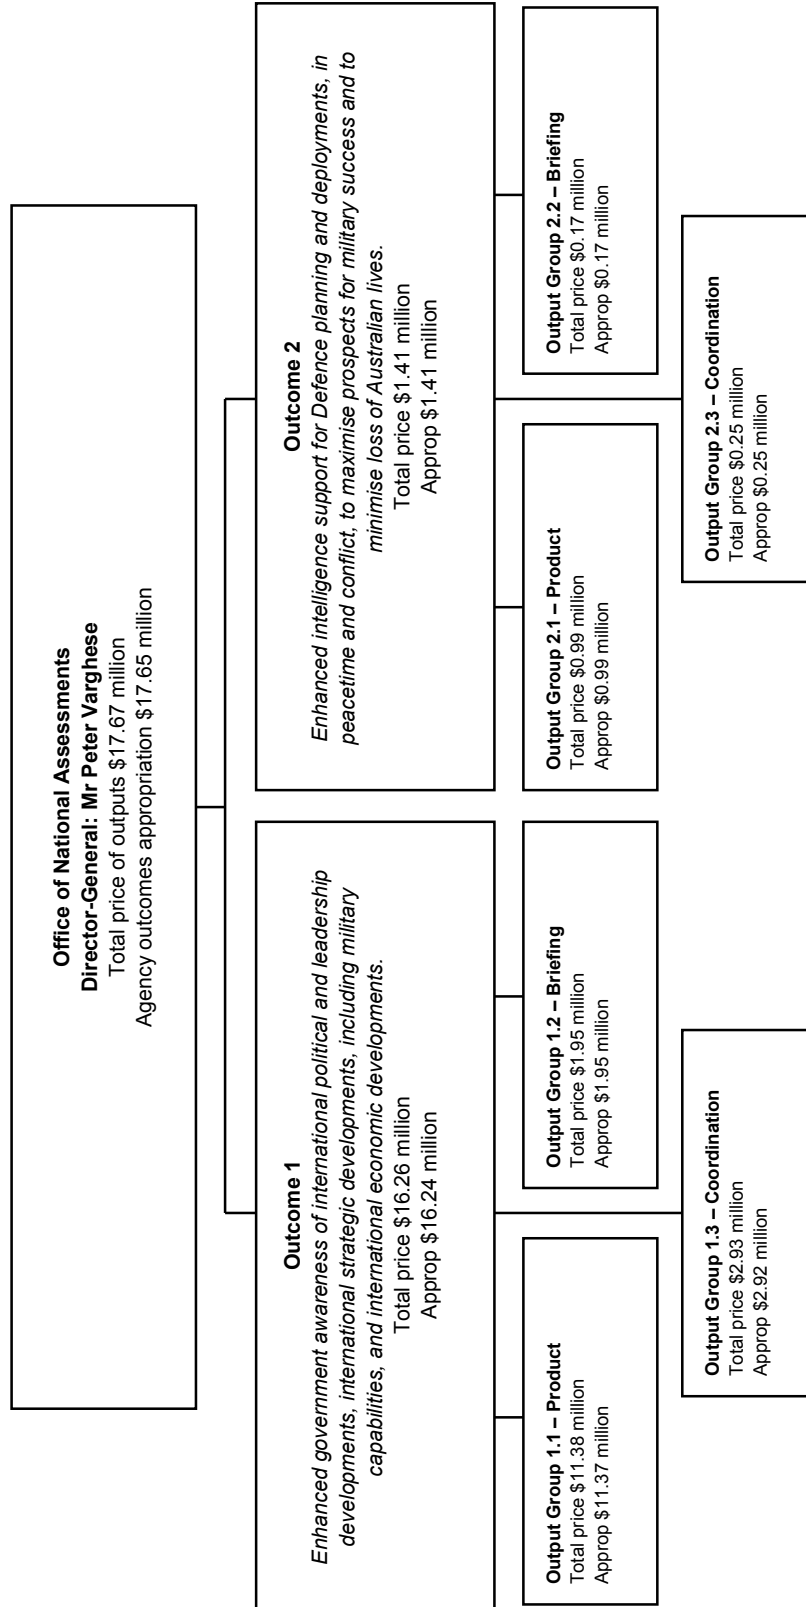 Office of National Assessments
Director-General: Mr Peter Varghese
Total price of outputs $17.67 million
Agency outcomes appropriation $17.65 million
Outcome 1
Enhanced government awareness of international political and leadership
developments, international strategic developments, including military
capabilities, and international economic developments.
Total price $16.26 million
Approp $16.24 million
Outcome 2
Enhanced intelligence support for Defence planning and deployments, in
peacetime and conflict, to maximise prospects for military success and to
minimise loss of Australian lives.
Total price $1.41 million
Approp $1.41 million
Output Group 1.1 – Product
Total price $11.38 million
Approp $11.37 million
Output Group 1.2 – Briefing
Total price $1.95 million
Approp $1.95 million
Output Group 2.1 – Product
Total price $0.99 million
Approp $0.99 million
Output Group 2.2 – Briefing
Total price $0.17 million
Approp $0.17 million
Output Group 1.3 – Coordination
Total price $2.93 million
Approp $2.92 million
Output Group 2.3 – Coordination
Total price $0.25 million
Approp $0.25 million